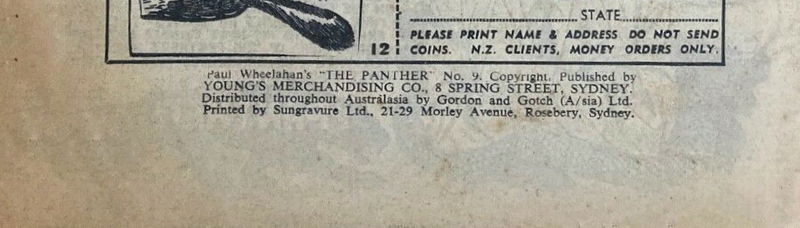 STATE
PLEASE PRINT NAME & ADDRESS DO NOT SEND
12 COINS. N.Z. CLIENTS, MONEY ORDERS ONLY.
Paul Wheelahan's "THE PANTHER" No. 9. Copyright. Published by
YOUNG'S MERCHANDISING CO., 8 SPRING STREET, SYDNEY.
Distributed throughout Australasia by Gordon and Gotch (A/sia) Ltd.
Printed by Sungravure Ltd., 21-29 Morley Avenue, Rosebery, Sydney.